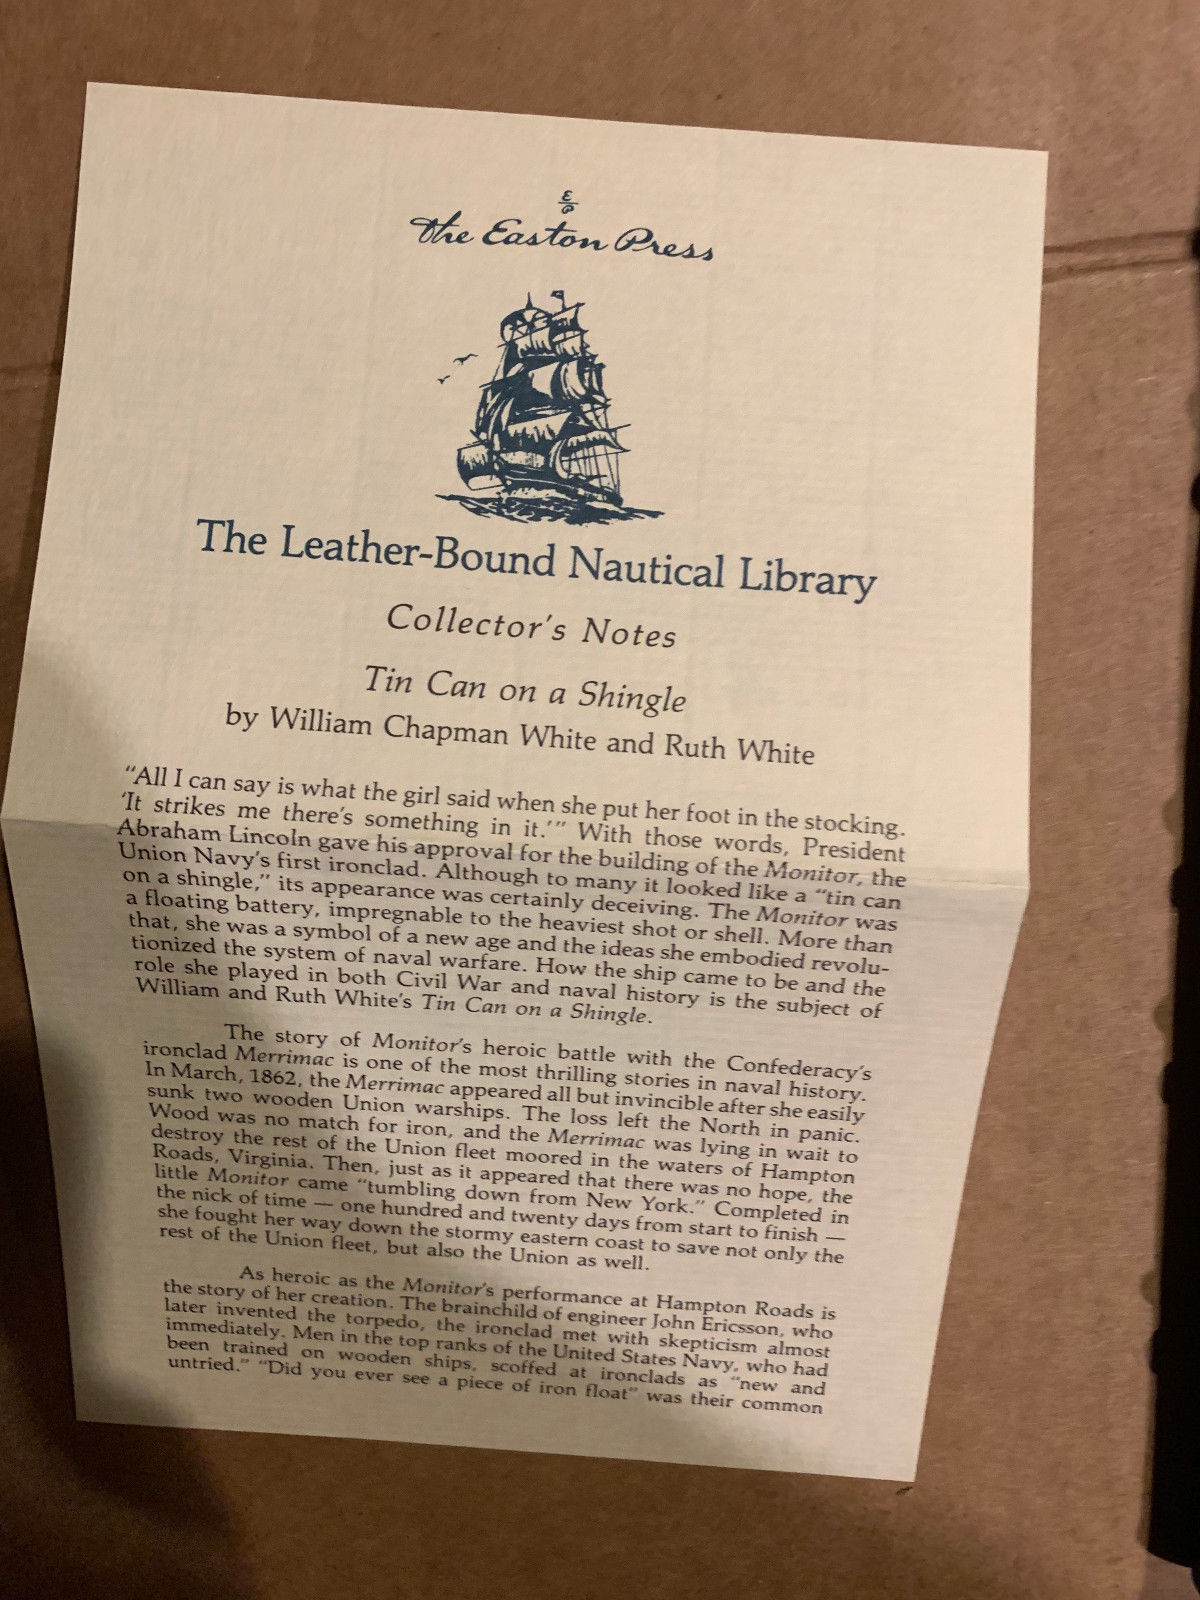 E
P
The Easton Press
The Leather-Bound Nautical Library
Collector's Notes
Tin Can on a Shingle
by William Chapman White and Ruth White
"All I can say is what the girl said when she put her foot in the stocking.
'It strikes me there's something in it.'" With those words, President
Abraham Lincoln gave his approval for the building of the Monitor, the
Union Navy's first ironclad. Although to many it looked like a "tin can
on a shingle," its appearance was certainly deceiving. The Monitor was
a floating battery, impregnable to the heaviest shot or shell. More than
that, she was a symbol of a new age and the ideas she embodied revolu-
tionized the system of naval warfare. How the ship came to be and the
role she played in both Civil War and naval history is the subject of
William and Ruth White's Tin Can on a Shingle.
The story of Monitor's heroic battle with the Confederacy's
ironclad Merrimac is one of the most thrilling stories in naval history.
In March, 1862, the Merrimac appeared all but invincible after she easily
sunk two wooden Union warships. The loss left the North in panic.
Wood was no match for iron, and the Merrimac was lying in wait to
destroy the rest of the Union fleet moored in the waters of Hampton
Roads, Virginia. Then, just as it appeared that there was no hope, the
little Monitor came "tumbling down from New York." Completed in
the nick of time — one hundred and twenty days from start to finish —
she fought her way down the stormy eastern coast to save not only the
rest of the Union fleet, but also the Union as well.
As heroic as the Monitor's performance at Hampton Roads is
the story of her creation. The brainchild of engineer John Ericsson, who
later invented the torpedo, the ironclad met with skepticism almost
immediately. Men in the top ranks of the United States Navy, who had
been trained on wooden ships, scoffed at ironclads as "new and
untried." "Did you ever see a piece of iron float" was their common